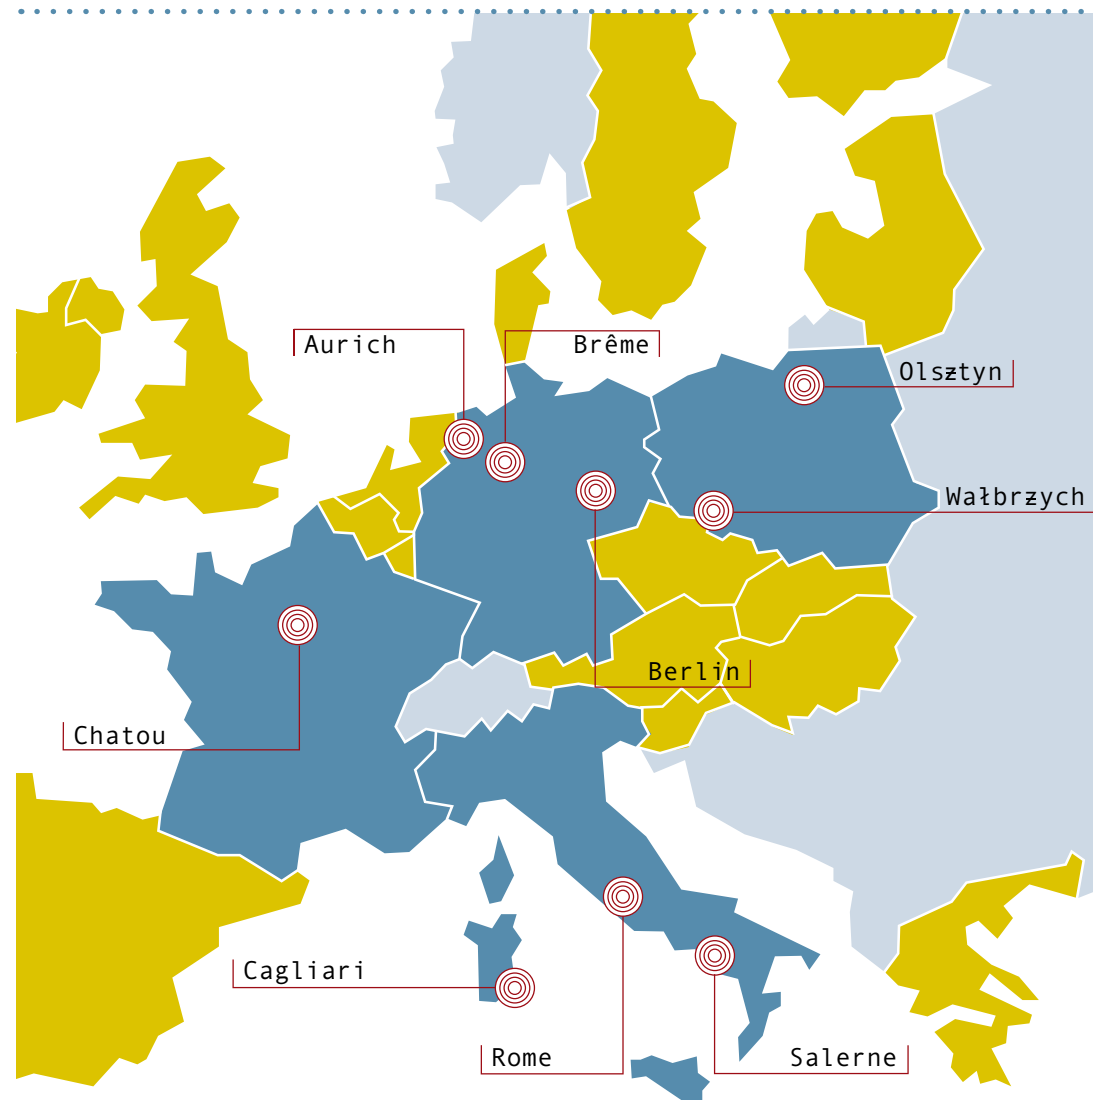 Aurich
Brême
Olsztyn
Wałbrzych
Berlin
Chatou
Cagliari
Rome
Salerne